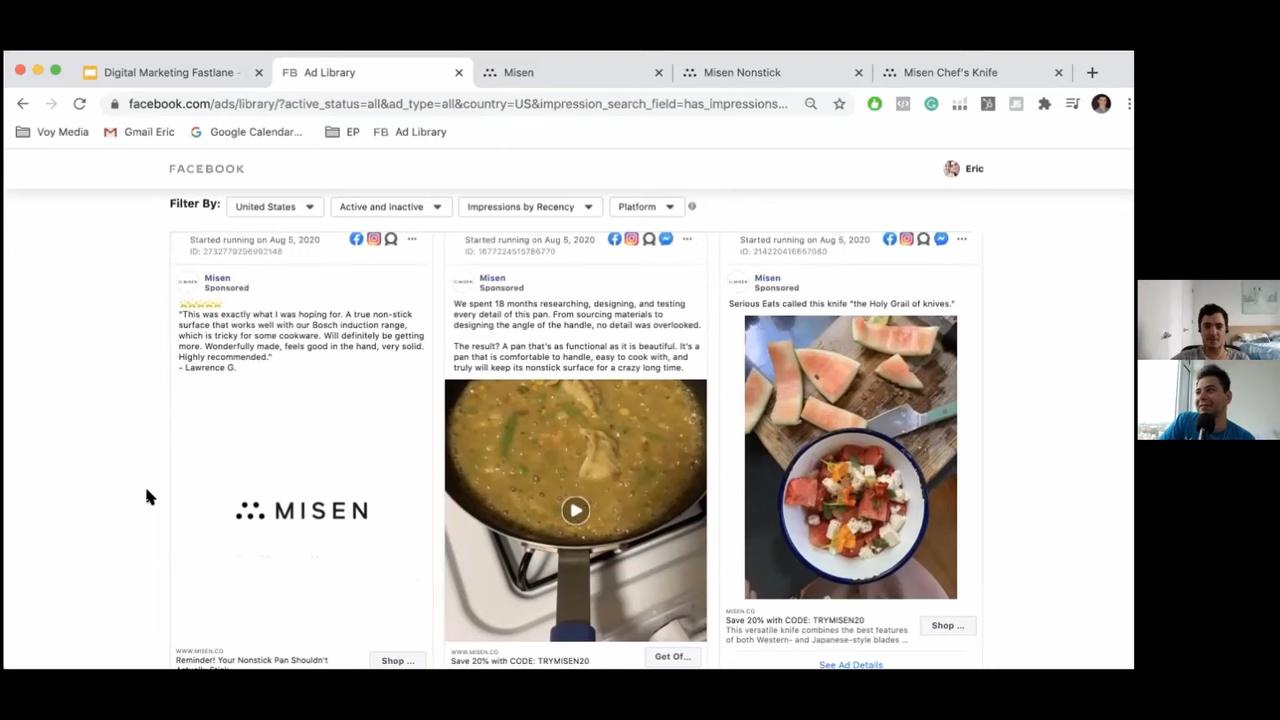 Digital Marketing Fastlane -
FB Ad Library
Misen
Misen Nonstick
Misen Chef's Knife
facebook.com/ads/library/?active_status=all&ad_type=all&country=US&impression_search_field=has_impressions...
Voy Media
Gmail Eric
Google Calendar...
EP
FB Ad Library
FACEBOOK
Eric
Filter By:
United States
Active and inactive
Impressions by Recency
Platform
Started running on Aug 5, 2020
ID: 2732779296992148
Misen
Sponsored
"This was exactly what I was hoping for. A true non-stick
surface that works well with our Bosch induction range,
which is tricky for some cookware. Will definitely be getting
more. Wonderfully made, feels good in the hand, very solid.
Highly recommended."
- Lawrence G.
MISEN
WWW.MISEN.CO
Reminder! Your Nonstick Pan Shouldn't
Shop ...
Started running on Aug 5, 2020
ID: 1677224515786770
Misen
Sponsored
We spent 18 months researching, designing, and testing
every detail of this pan. From sourcing materials to
designing the angle of the handle, no detail was overlooked.
The result? A pan that's as functional as it is beautiful. It's a
pan that is comfortable to handle, easy to cook with, and
truly will keep its nonstick surface for a crazy long time.
WWW.MISEN.CO
Save 20% with CODE: TRYMISEN20
Get Of...
Started running on Aug 5, 2020
ID: 214220416657080
Misen
Sponsored
Serious Eats called this knife "the Holy Grail of knives."
MISEN.CO
Save 20% with CODE: TRYMISEN20
This versatile knife combines the best features
of both Western- and Japanese-style blades ...
Shop ...
See Ad Details